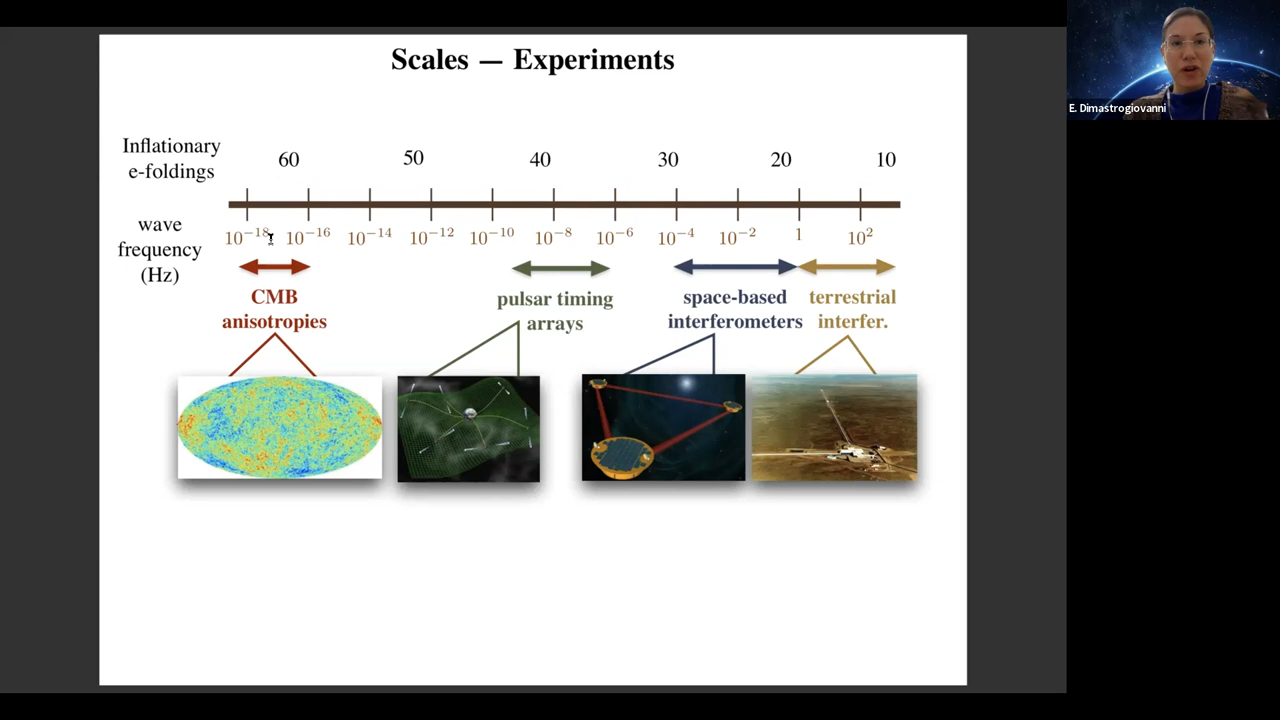 Scales — Experiments
E. Dimastrogiovanni
Inflationary
e-foldings
60 50 40 30 20 10
wave
frequency
(Hz)
10⁻¹⁸ 10⁻¹⁶ 10⁻¹⁴ 10⁻¹² 10⁻¹⁰ 10⁻⁸ 10⁻⁶ 10⁻⁴ 10⁻² 1 10²
CMB
anisotropies
pulsar timing
arrays
space-based
interferometers
terrestrial
interfer.